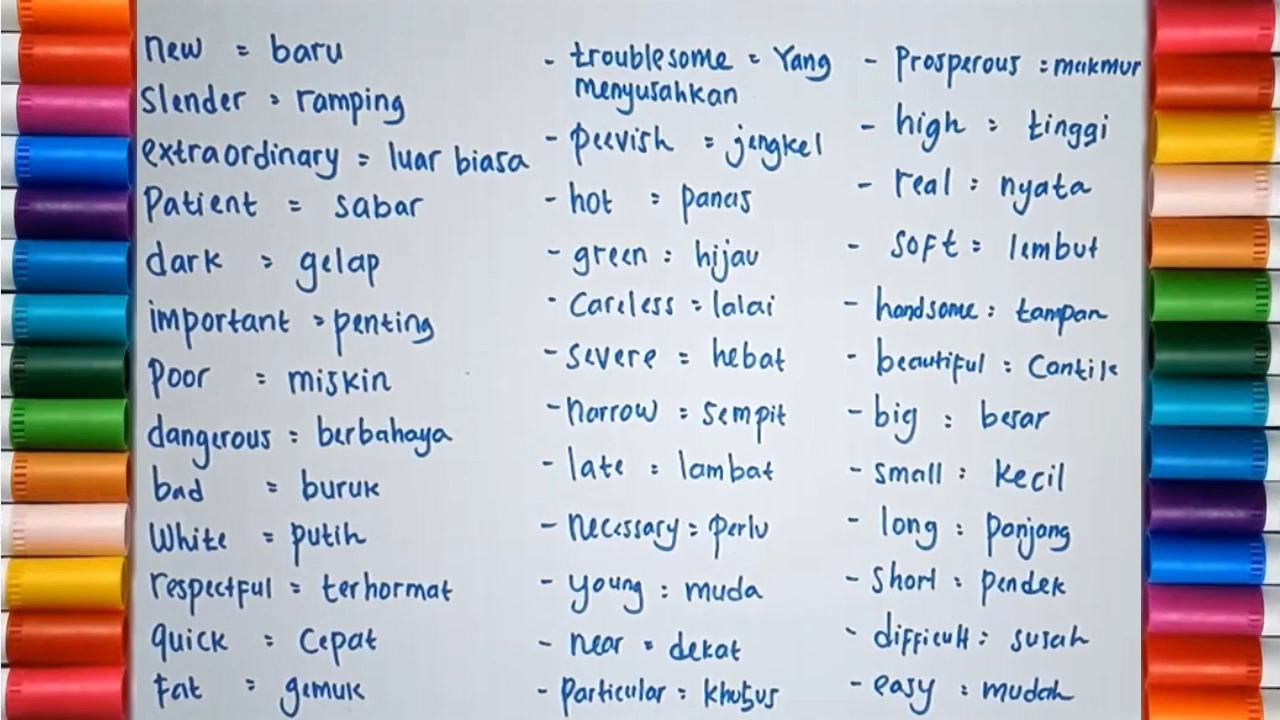 new = baru
Slender = ramping
extraordinary = luar biasa
Patient = sabar
dark = gelap
important = penting
Poor = miskin
dangerous = berbahaya
bad = buruk
White = putih
respectful = terhormat
quick = Cepat
Fat = gemuk
- troublesome = Yang
menyusahkan
- peevish = jengkel
- hot = panas
- green = hijau
- Careless = lalai
- severe = hebat
- narrow = sempit
- late = lambat
- necessary = perlu
- young = muda
- near = dekat
- particular = khusus
- Prosperous = makmur
- high = tinggi
- real = nyata
- soft = lembut
- handsome = tampan
- beautiful = Cantik
- big = besar
- small = kecil
- long = panjang
- short = pendek
- difficult = susah
- easy = mudah